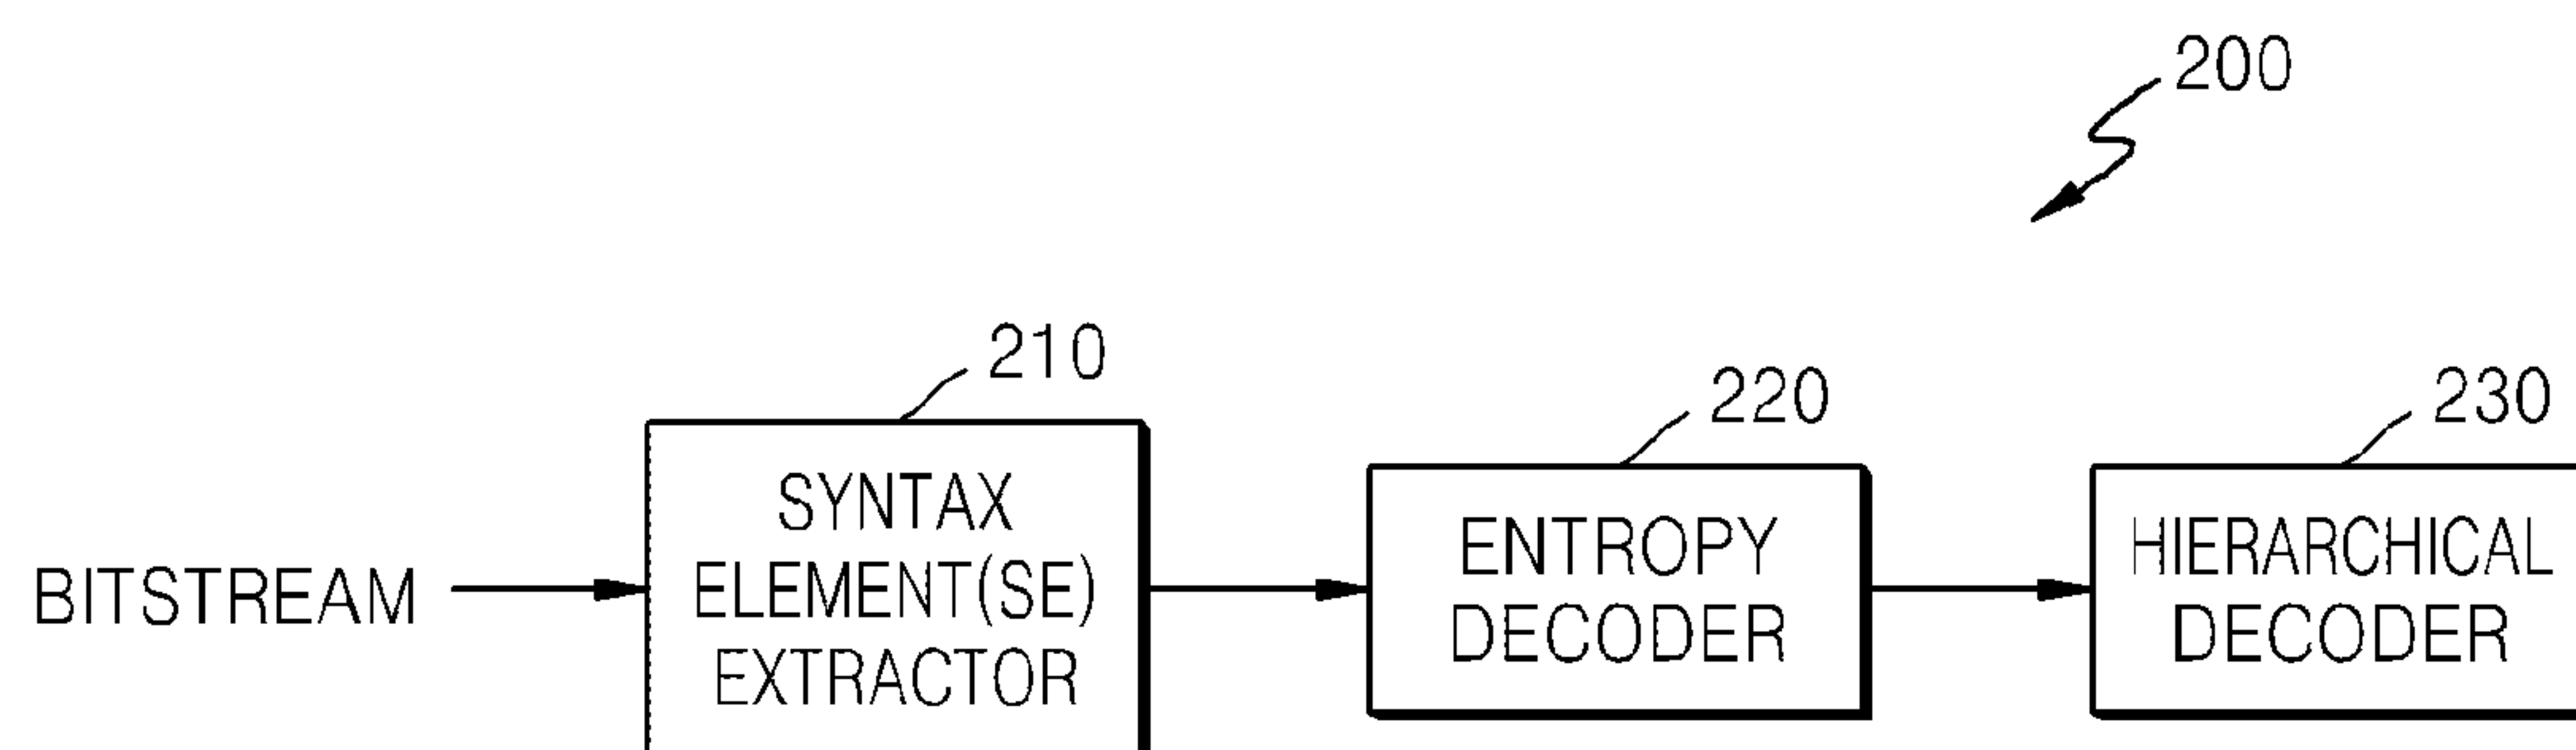 200
210
220
230
BITSTREAM
SYNTAX
ELEMENT(SE)
EXTRACTOR
ENTROPY
DECODER
HIERARCHICAL
DECODER